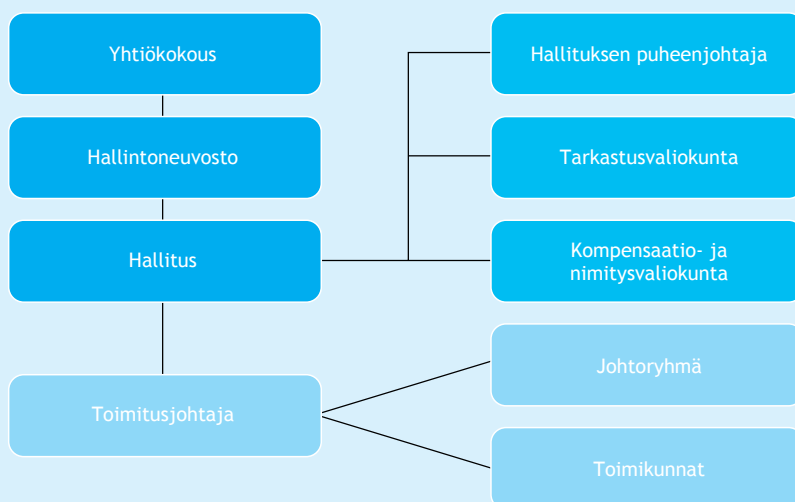 Yhtiökokous
Hallintoneuvosto
Hallitus
Toimitusjohtaja
Hallituksen puheenjohtaja
Tarkastusvaliokunta
Kompensaatio- ja
nimitysvaliokunta
Johtoryhmä
Toimikunnat